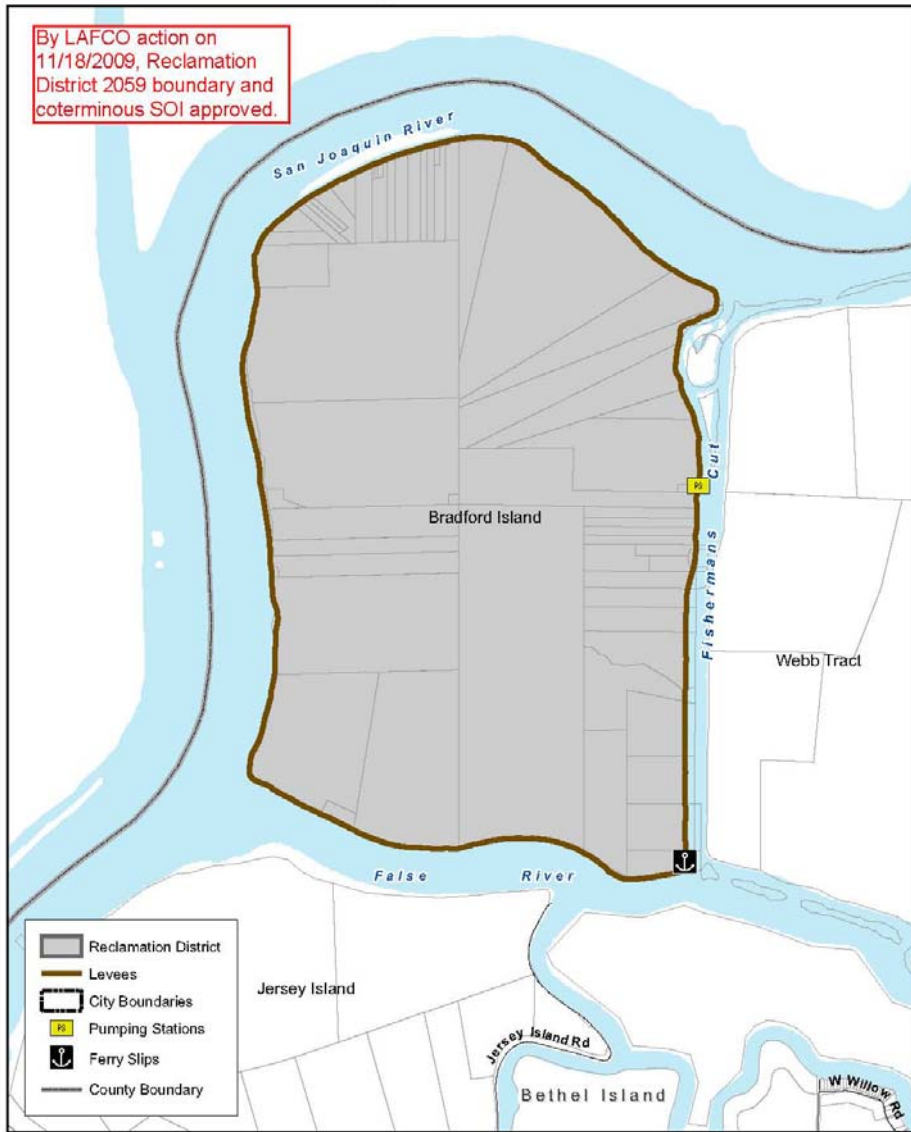 By LAFCO action on
11/18/2009, Reclamation
District 2059 boundary and
coterminous SOI approved.
San Joaquin River
Fishermans Cut
PS
Bradford Island
Webb Tract
False River
Jersey Island
Jersey Island Rd
Bethel Island
W Willow Rd
Reclamation District
Levees
City Boundaries
PS Pumping Stations
Ferry Slips
County Boundary